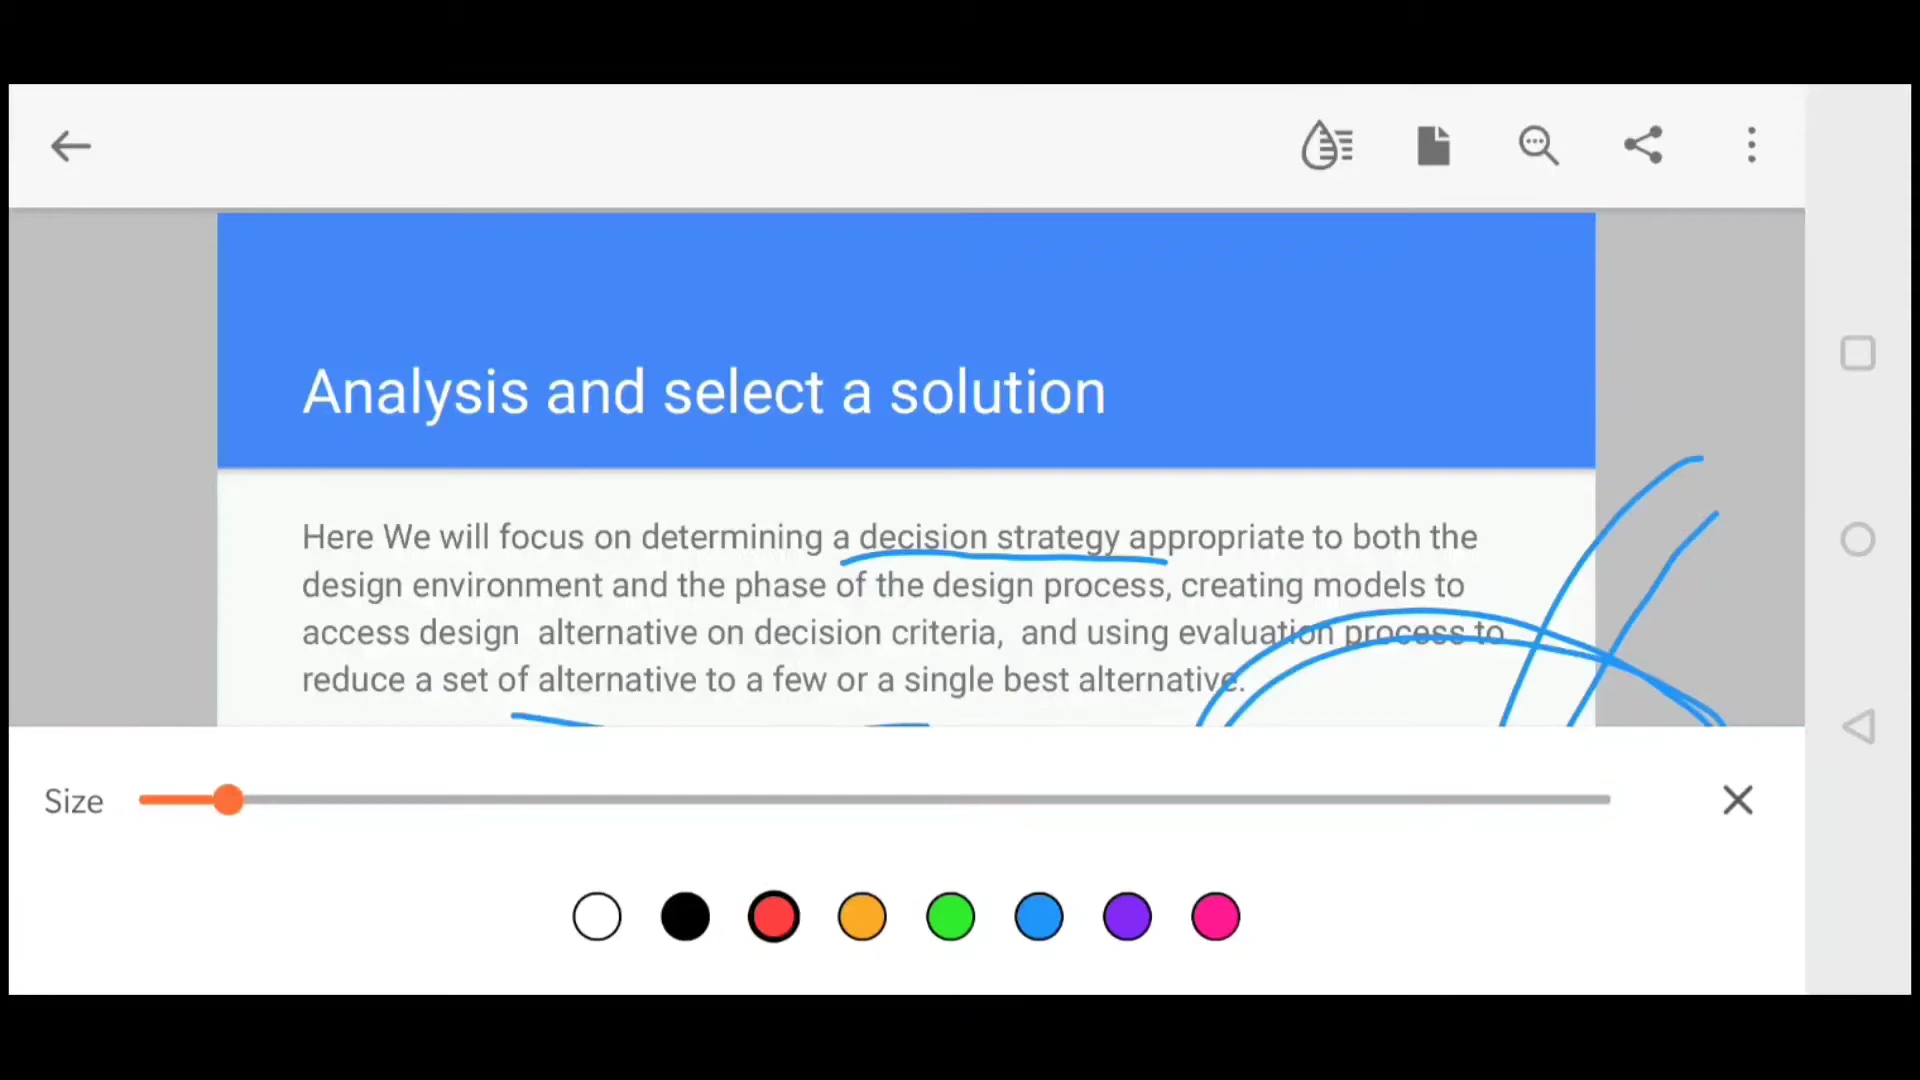 Analysis and select a solution
Here We will focus on determining a decision strategy appropriate to both the
design environment and the phase of the design process, creating models to
access design  alternative on decision criteria,  and using evaluation process to
reduce a set of alternative to a few or a single best alternative.
Size